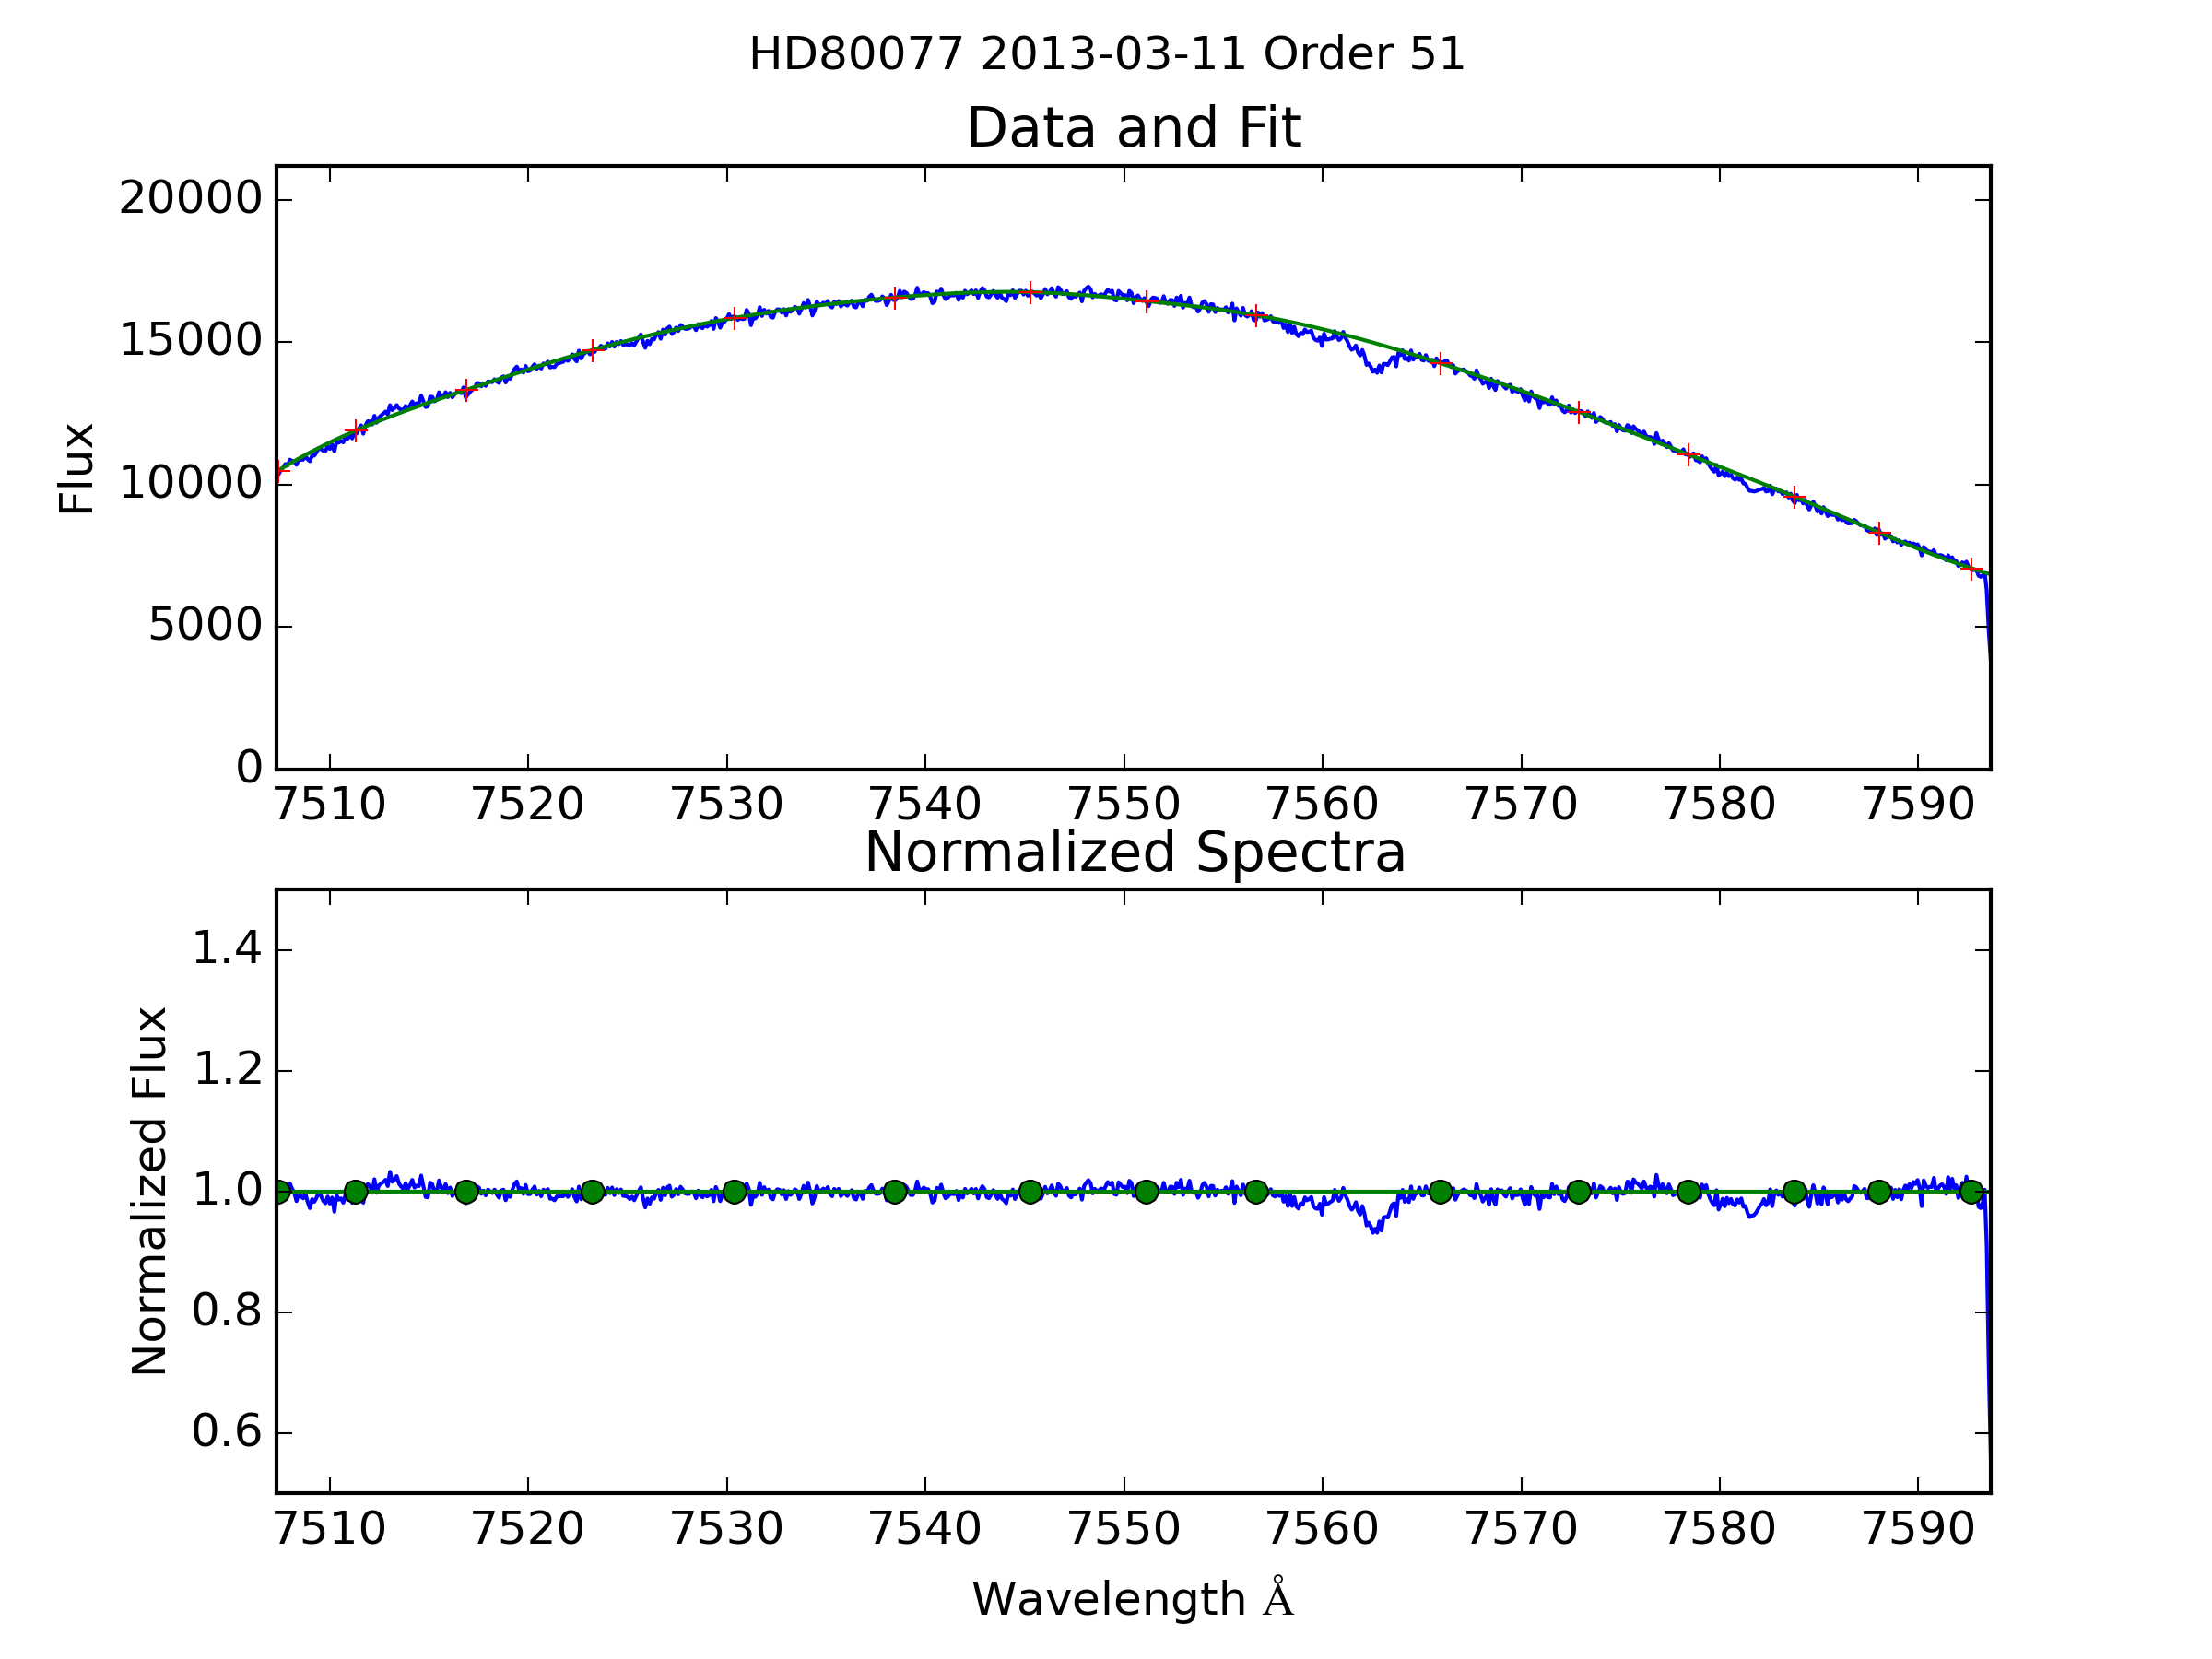 HD80077 2013-03-11 Order 51
Data and Fit
Flux
20000
15000
10000
5000
0
7510 7520 7530 7540 7550 7560 7570 7580 7590
Normalized Spectra
Normalized Flux
1.4
1.2
1.0
0.8
0.6
7510 7520 7530 7540 7550 7560 7570 7580 7590
Wavelength Å